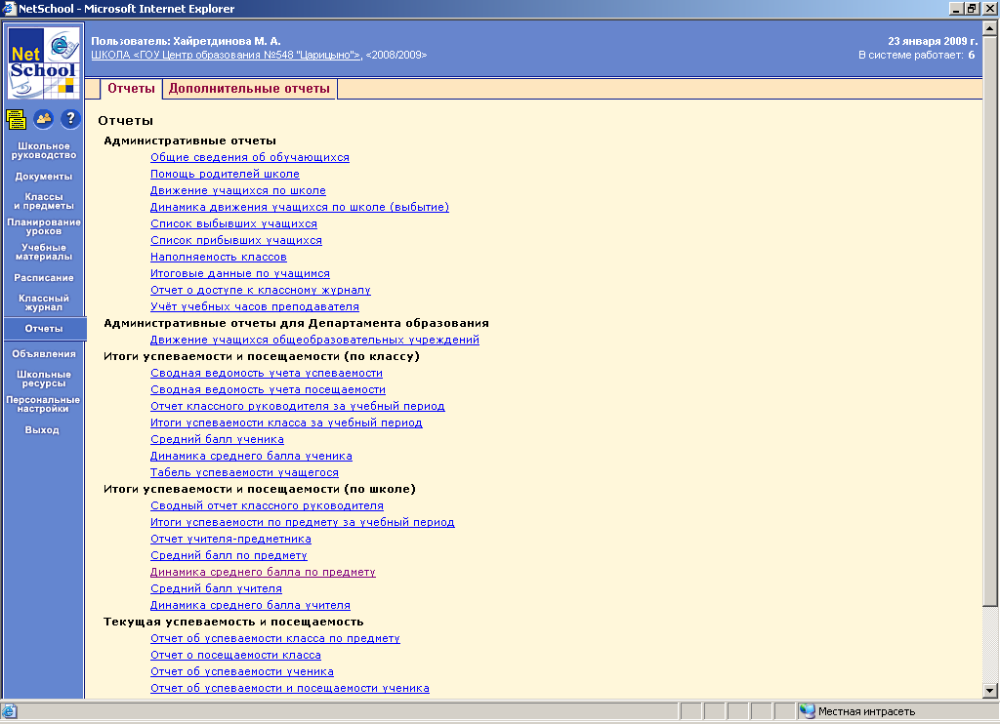 NetSchool - Microsoft Internet Explorer
Net
School
Пользователь: Хайретдинова М. А.
ШКОЛА <ГОУ Центр образования №548 "Царицыно">, <2008/2009>
23 января 2009 г.
В системе работает: 6
?
Школьное
руководство
Документы
Классы
и предметы
Планирование
уроков
Учебные
материалы
Расписание
Классный
журнал
Отчеты
Объявления
Школьные
ресурсы
Персональные
настройки
Выход
Отчеты
Дополнительные отчеты
Отчеты
Административные отчеты
Общие сведения об обучающихся
Помощь родителей школе
Движение учащихся по школе
Динамика движения учащихся по школе (выбытие)
Список выбывших учащихся
Список прибывших учащихся
Наполняемость классов
Итоговые данные по учащимся
Отчет о доступе к классному журналу
Учёт учебных часов преподавателя
Административные отчеты для Департамента образования
Движение учащихся общеобразовательных учреждений
Итоги успеваемости и посещаемости (по классу)
Сводная ведомость учета успеваемости
Сводная ведомость учета посещаемости
Отчет классного руководителя за учебный период
Итоги успеваемости класса за учебный период
Средний балл ученика
Динамика среднего балла ученика
Табель успеваемости учащегося
Итоги успеваемости и посещаемости (по школе)
Сводный отчет классного руководителя
Итоги успеваемости по предмету за учебный период
Отчет учителя-предметника
Средний балл по предмету
Динамика среднего балла по предмету
Средний балл учителя
Динамика среднего балла учителя
Текущая успеваемость и посещаемость
Отчет об успеваемости класса по предмету
Отчет о посещаемости класса
Отчет об успеваемости ученика
Отчет об успеваемости и посещаемости ученика
Местная интрасеть